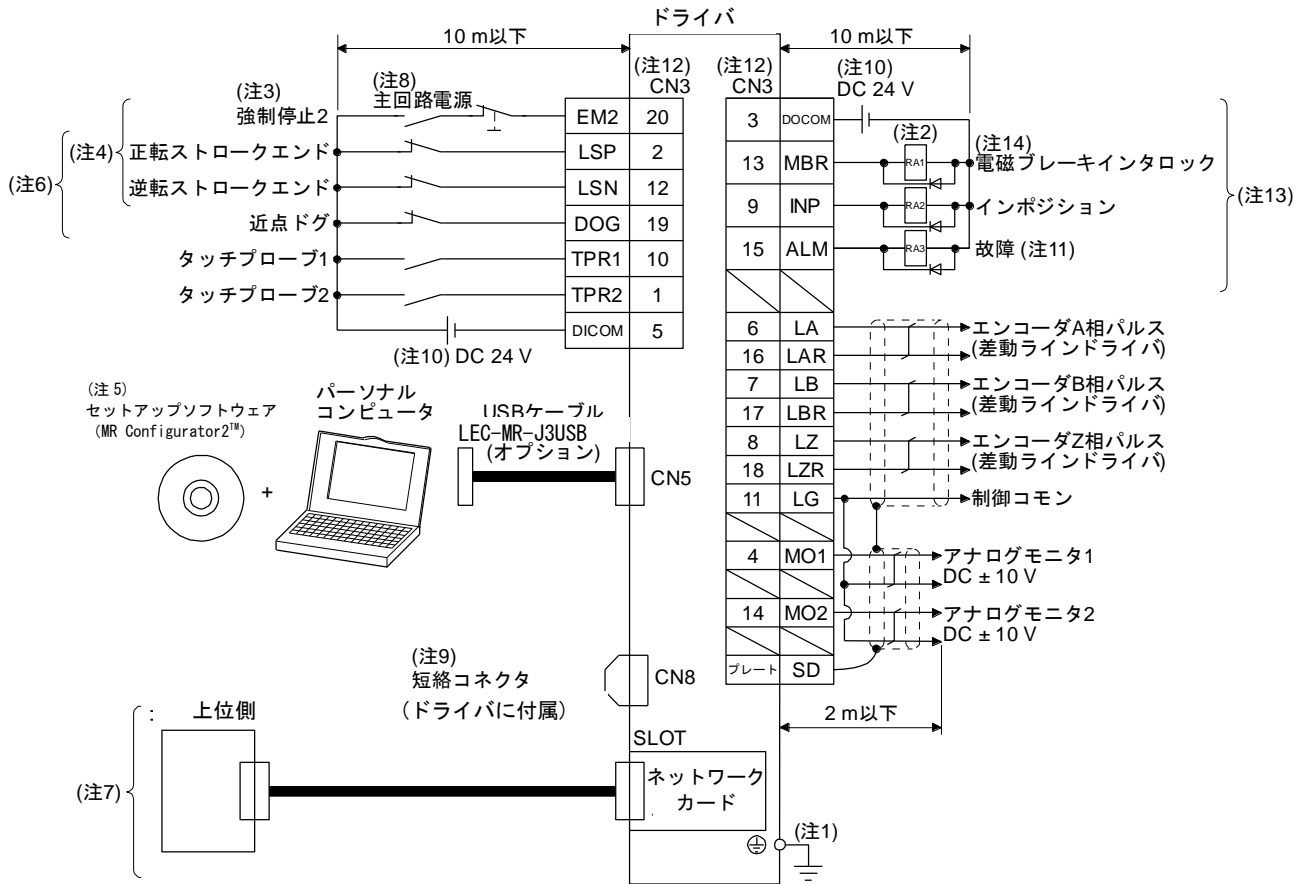 ドライバ
10 m以下
10 m以下
(注12)
CN3
(注12)
CN3
(注10)
DC 24 V
(注3)
強制停止2
(注8)
主回路電源
EM2 20
(注4)
正転ストロークエンド
LSP 2
(注6)
逆転ストロークエンド
LSN 12
近点ドグ
DOG 19
タッチプローブ1
TPR1 10
タッチプローブ2
TPR2 1
DICOM 5
(注10) DC 24 V
3 DOCOM
(注2)
13 MBR
RA1
(注14)
電磁ブレーキインタロック
9 INP
RA2
インポジション
15 ALM
RA3
故障 (注11)
(注13)
6 LA
エンコーダA相パルス
(差動ラインドライバ)
16 LAR
7 LB
エンコーダB相パルス
(差動ラインドライバ)
17 LBR
8 LZ
エンコーダZ相パルス
(差動ラインドライバ)
18 LZR
11 LG
制御コモン
4 MO1
アナログモニタ1
DC ± 10 V
14 MO2
アナログモニタ2
DC ± 10 V
プレート SD
2 m以下
(注 5)
セットアップソフトウェア
(MR Configurator2™)
+
パーソナル
コンピュータ
USBケーブル
LEC-MR-J3USB
(オプション)
CN5
(注9)
短絡コネクタ
(ドライバに付属)
CN8
(注7)
:
上位側
SLOT
ネットワーク
カード
(注1)